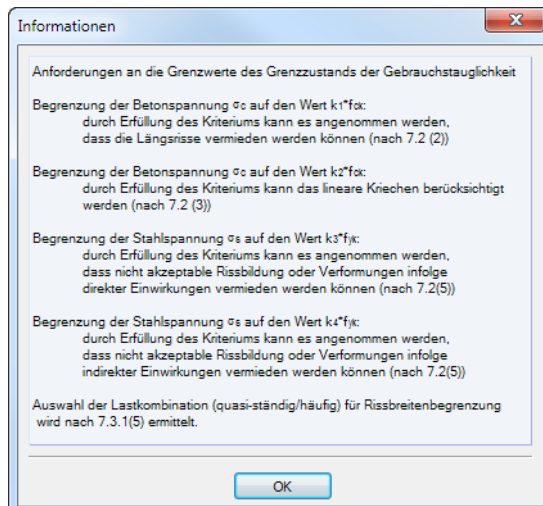 Informationen
Anforderungen an die Grenzwerte des Grenzzustands der Gebrauchstauglichkeit
Begrenzung der Betonspannung σc auf den Wert k1*fck:
durch Erfüllung des Kriteriums kann es angenommen werden,
dass die Längsrisse vermieden werden können (nach 7.2 (2))
Begrenzung der Betonspannung σc auf den Wert k2*fck:
durch Erfüllung des Kriteriums kann das lineare Kriechen berücksichtigt
werden (nach 7.2 (3))
Begrenzung der Stahlspannung σs auf den Wert k3*fyk:
durch Erfüllung des Kriteriums kann es angenommen werden,
dass nicht akzeptable Rissbildung oder Verformungen infolge
direkter Einwirkungen vermieden werden können (nach 7.2(5))
Begrenzung der Stahlspannung σs auf den Wert k4*fyk:
durch Erfüllung des Kriteriums kann es angenommen werden,
dass nicht akzeptable Rissbildung oder Verformungen infolge
indirekter Einwirkungen vermieden werden können (nach 7.2(5))
Auswahl der Lastkombination (quasi-ständig/häufig) für Rissbreitenbegrenzung
wird nach 7.3.1(5) ermittelt.
OK